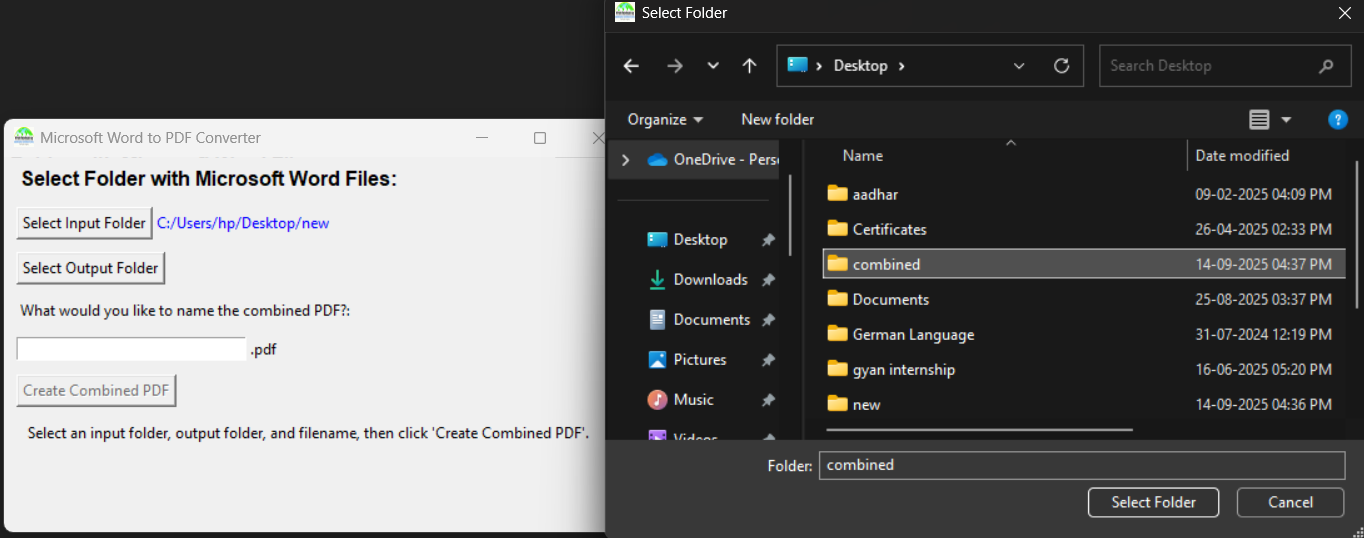 Microsoft Word to PDF Converter
Select Folder with Microsoft Word Files:
Select Input Folder C:/Users/hp/Desktop/new
Select Output Folder
What would you like to name the combined PDF?:
.pdf
Create Combined PDF
Select an input folder, output folder, and filename, then click 'Create Combined PDF'.
Select Folder
Desktop
Search Desktop
Organize New folder
?
OneDrive - Pers
Desktop
Downloads
Documents
Pictures
Music
Videos
Name Date modified
aadhar 09-02-2025 04:09 PM
Certificates 26-04-2025 02:33 PM
combined 14-09-2025 04:37 PM
Documents 25-08-2025 03:37 PM
German Language 31-07-2024 12:19 PM
gyan internship 16-06-2025 05:20 PM
new 14-09-2025 04:36 PM
Folder: combined
Select Folder Cancel